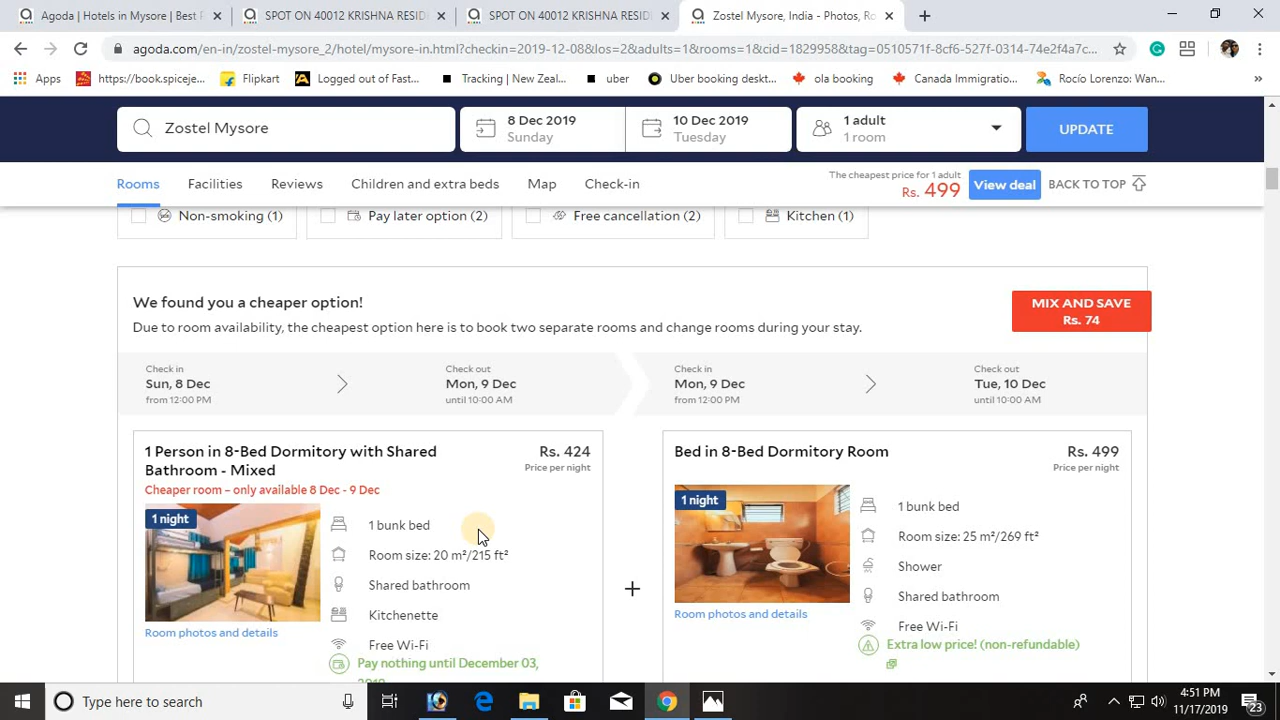 Agoda | Hotels in Mysore | Best P
SPOT ON 40012 KRISHNA RESID
SPOT ON 40012 KRISHNA RESID
Zostel Mysore, India - Photos, Ro
agoda.com/en-in/zostel-mysore_2/hotel/mysore-in.html?checkin=2019-12-08&los=2&adults=1&rooms=1&cid=1829958&tag=0510571f-8cf6-527f-0314-74e2f4a7c...
Apps
https://book.spiceje...
Flipkart
Logged out of Fast...
Tracking | New Zeal...
uber
Uber booking deskt...
ola booking
Canada Immigratio...
Rocío Lorenzo: Wan...
Zostel Mysore
8 Dec 2019
Sunday
10 Dec 2019
Tuesday
1 adult
1 room
UPDATE
Rooms
Facilities
Reviews
Children and extra beds
Map
Check-in
The cheapest price for 1 adult
Rs. 499
View deal
BACK TO TOP
Non-smoking (1)
Pay later option (2)
Free cancellation (2)
Kitchen (1)
We found you a cheaper option!
Due to room availability, the cheapest option here is to book two separate rooms and change rooms during your stay.
MIX AND SAVE
Rs. 74
Check in
Sun, 8 Dec
from 12:00 PM
Check out
Mon, 9 Dec
until 10:00 AM
Check in
Mon, 9 Dec
from 12:00 PM
Check out
Tue, 10 Dec
until 10:00 AM
1 Person in 8-Bed Dormitory with Shared
Bathroom - Mixed
Rs. 424
Price per night
Cheaper room – only available 8 Dec - 9 Dec
1 night
1 bunk bed
Room size: 20 m²/215 ft²
Shared bathroom
Kitchenette
Free Wi-Fi
Room photos and details
Pay nothing until December 03,
2019
Bed in 8-Bed Dormitory Room
Rs. 499
Price per night
1 night
1 bunk bed
Room size: 25 m²/269 ft²
Shower
Shared bathroom
Free Wi-Fi
Room photos and details
Extra low price! (non-refundable)
Type here to search
4:51 PM
11/17/2019
23